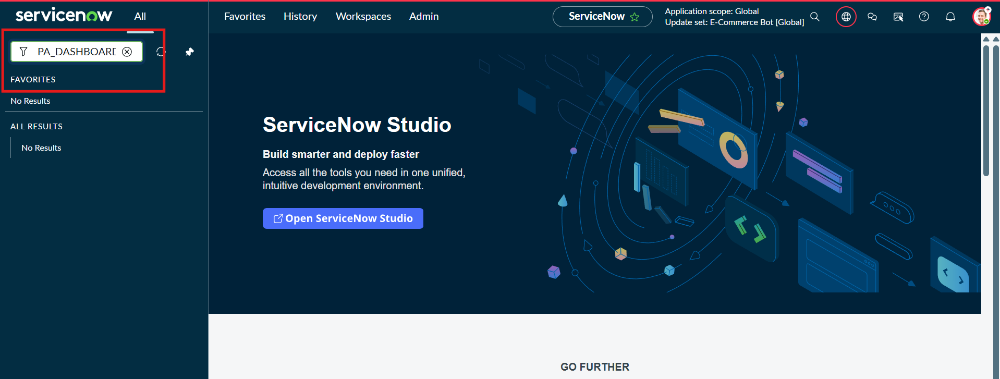 servicenow
All
Favorites
History
Workspaces
Admin
ServiceNow
Application scope: Global
Update set: E-Commerce Bot [Global]
PA_DASHBOARD
FAVORITES
No Results
ALL RESULTS
No Results
ServiceNow Studio
Build smarter and deploy faster
Access all the tools you need in one unified,
intuitive development environment.
Open ServiceNow Studio
GO FURTHER